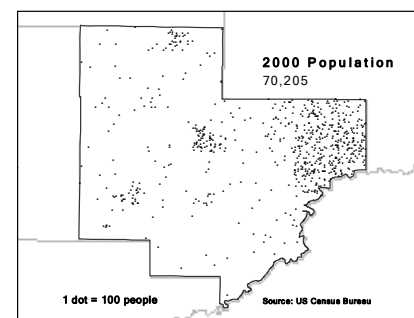 2000 Population
70,205
1 dot = 100 people
Source: US Census Bureau